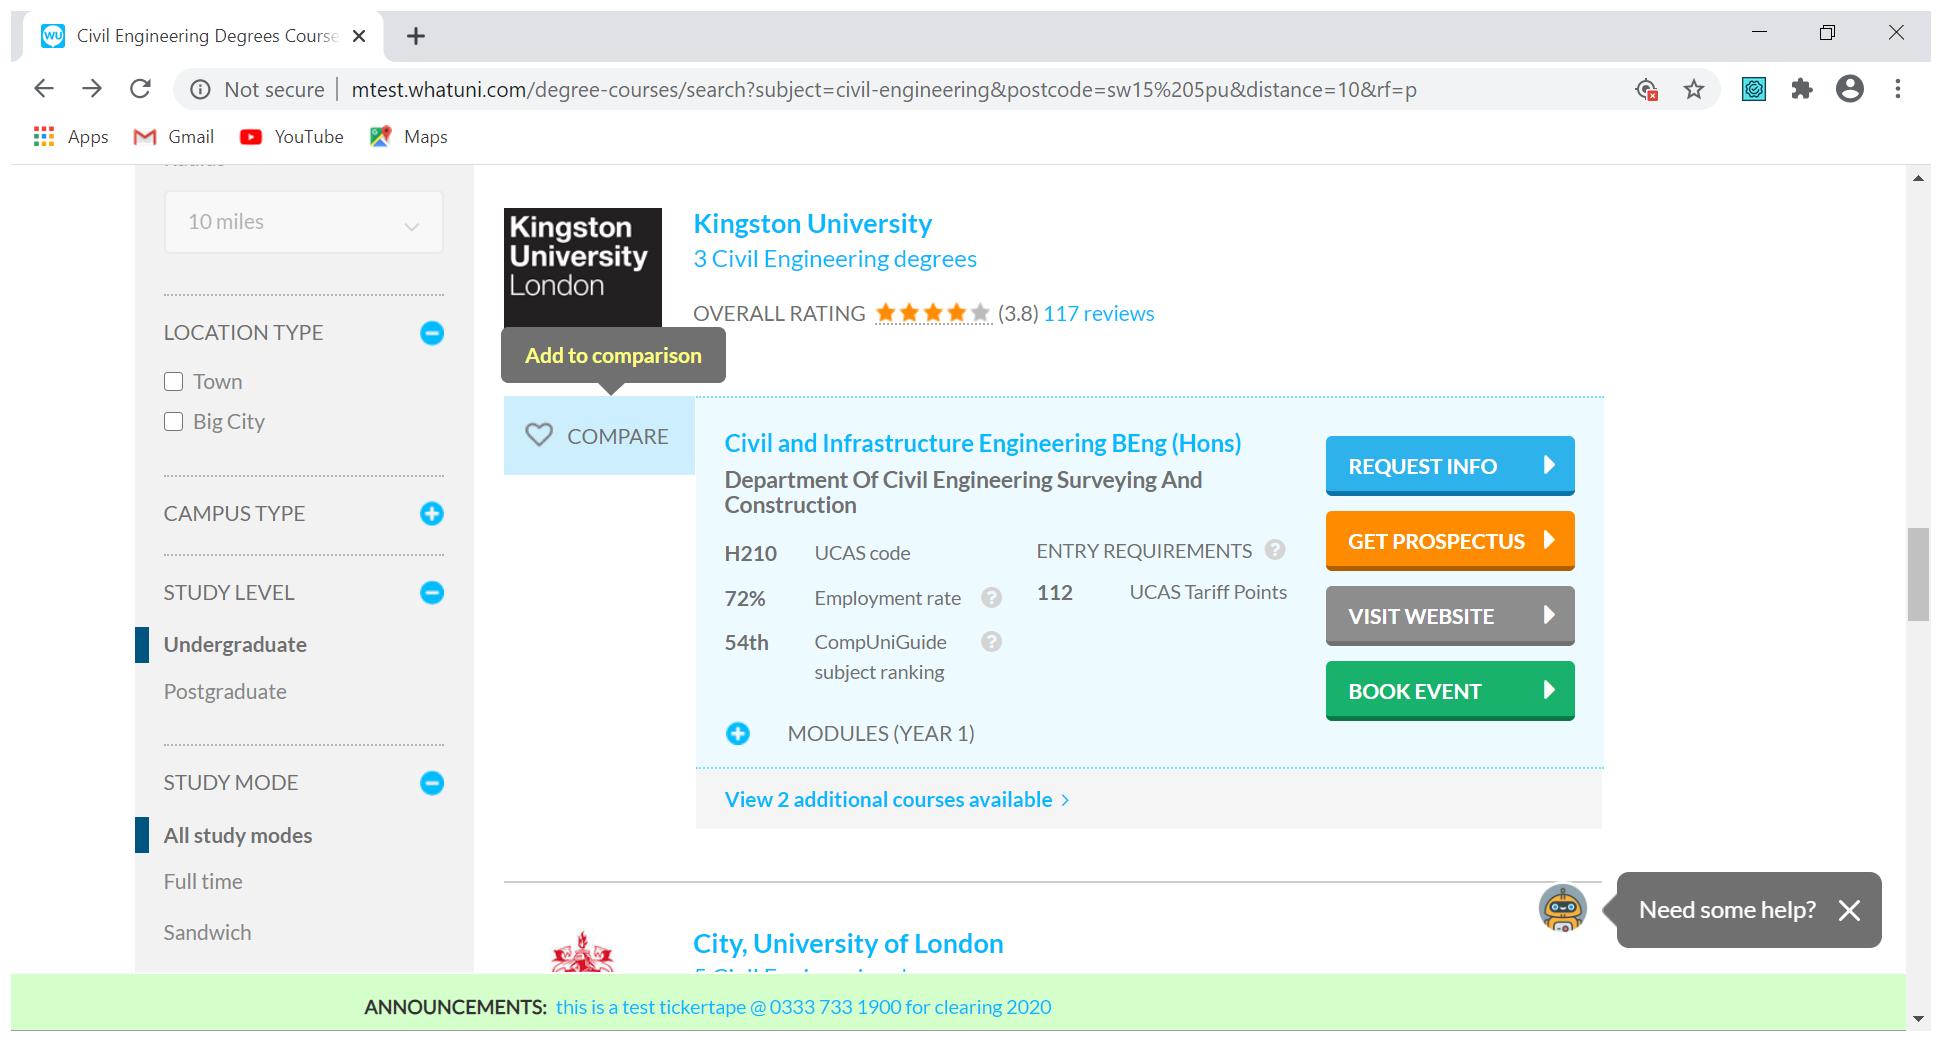 WU Civil Engineering Degrees Course
Not secure mtest.whatuni.com/degree-courses/search?subject=civil-engineering&postcode=sw15%205pu&distance=10&rf=p
Apps Gmail YouTube Maps
10 miles
LOCATION TYPE
Town
Big City
CAMPUS TYPE
STUDY LEVEL
Undergraduate
Postgraduate
STUDY MODE
All study modes
Full time
Sandwich
Kingston
University
London
Kingston University
3 Civil Engineering degrees
OVERALL RATING (3.8) 117 reviews
Add to comparison
COMPARE
Civil and Infrastructure Engineering BEng (Hons)
Department Of Civil Engineering Surveying And
Construction
H210 UCAS code
72% Employment rate ?
54th CompUniGuide ?
subject ranking
ENTRY REQUIREMENTS ?
112 UCAS Tariff Points
MODULES (YEAR 1)
REQUEST INFO
GET PROSPECTUS
VISIT WEBSITE
BOOK EVENT
View 2 additional courses available >
City, University of London
Need some help?
ANNOUNCEMENTS: this is a test tickertape @ 0333 733 1900 for clearing 2020